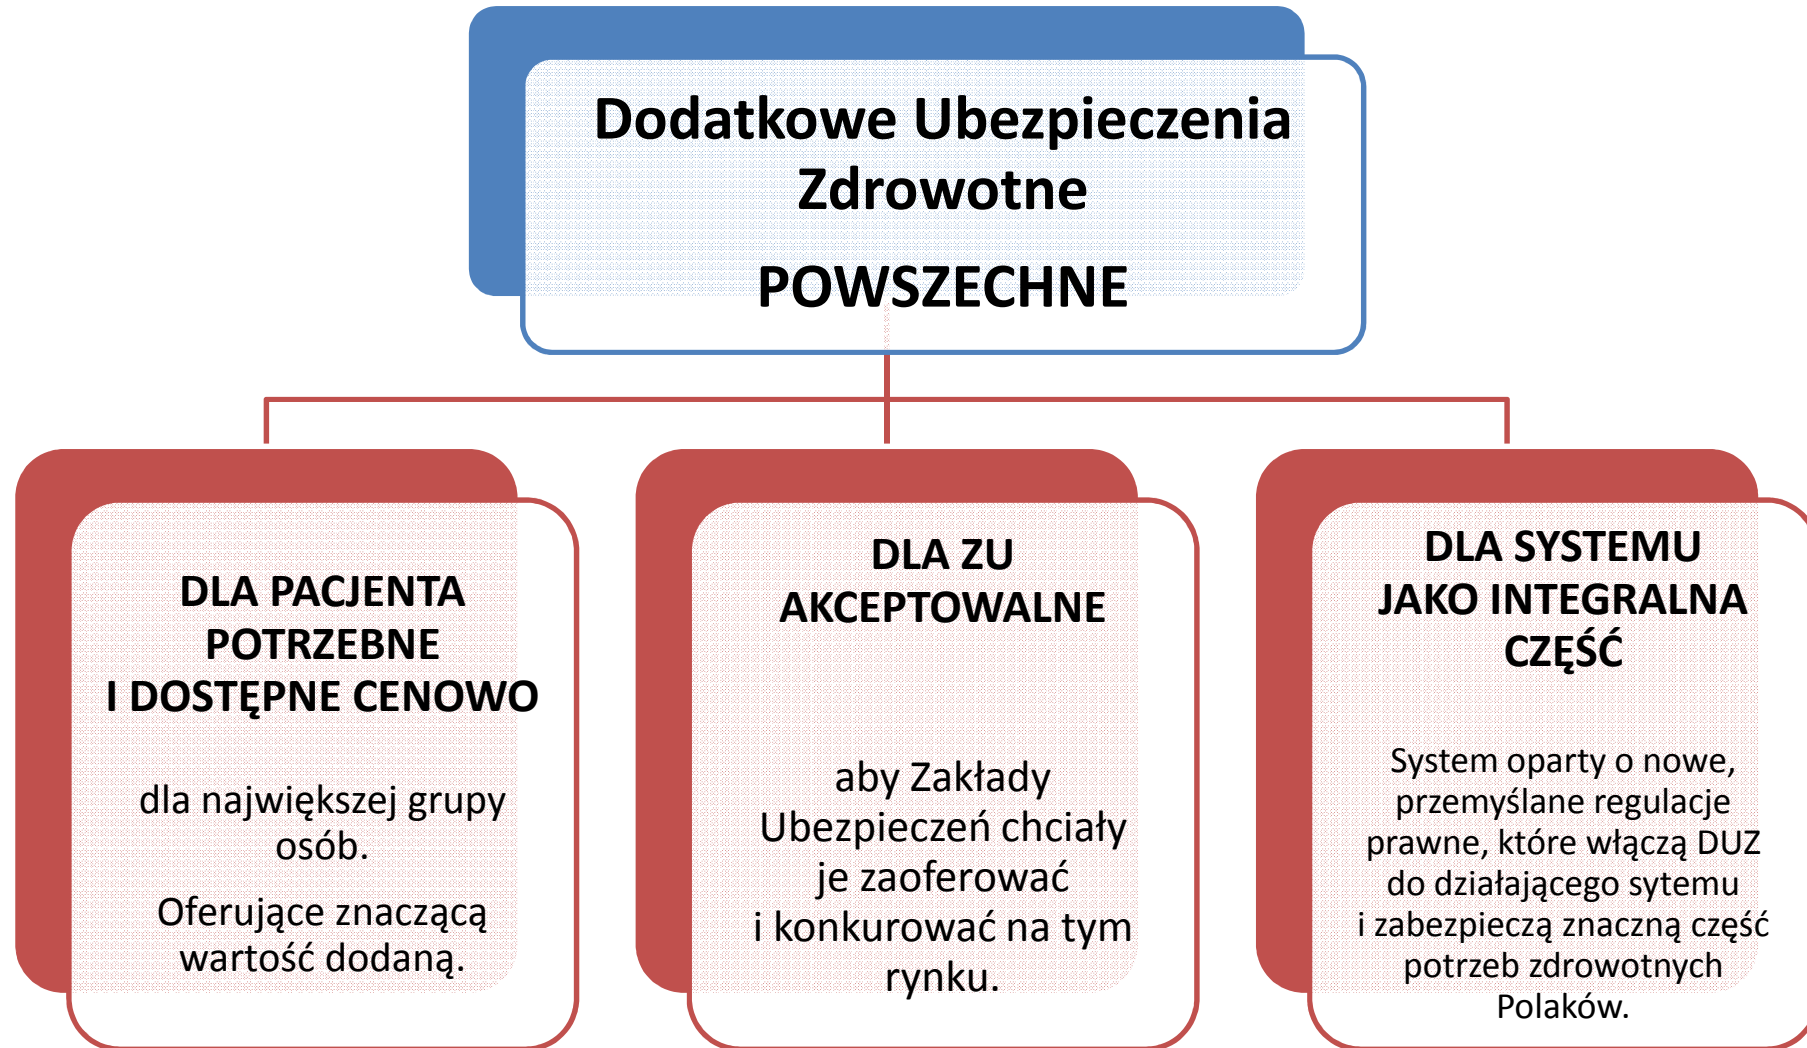 Dodatkowe Ubezpieczenia
Zdrowotne
POWSZECHNE
DLA PACJENTA
POTRZEBNE
I DOSTĘPNE CENOWO
dla największej grupy
osób.
Oferujące znaczącą
wartość dodaną.
DLA ZU
AKCEPTOWALNE
aby Zakłady
Ubezpieczeń chciały
je zaoferować
i konkurować na tym
rynku.
DLA SYSTEMU
JAKO INTEGRALNA
CZĘŚĆ
System oparty o nowe,
przemyślane regulacje
prawne, które włączą DUZ
do działającego sytemu
i zabezpieczą znaczną część
potrzeb zdrowotnych
Polaków.